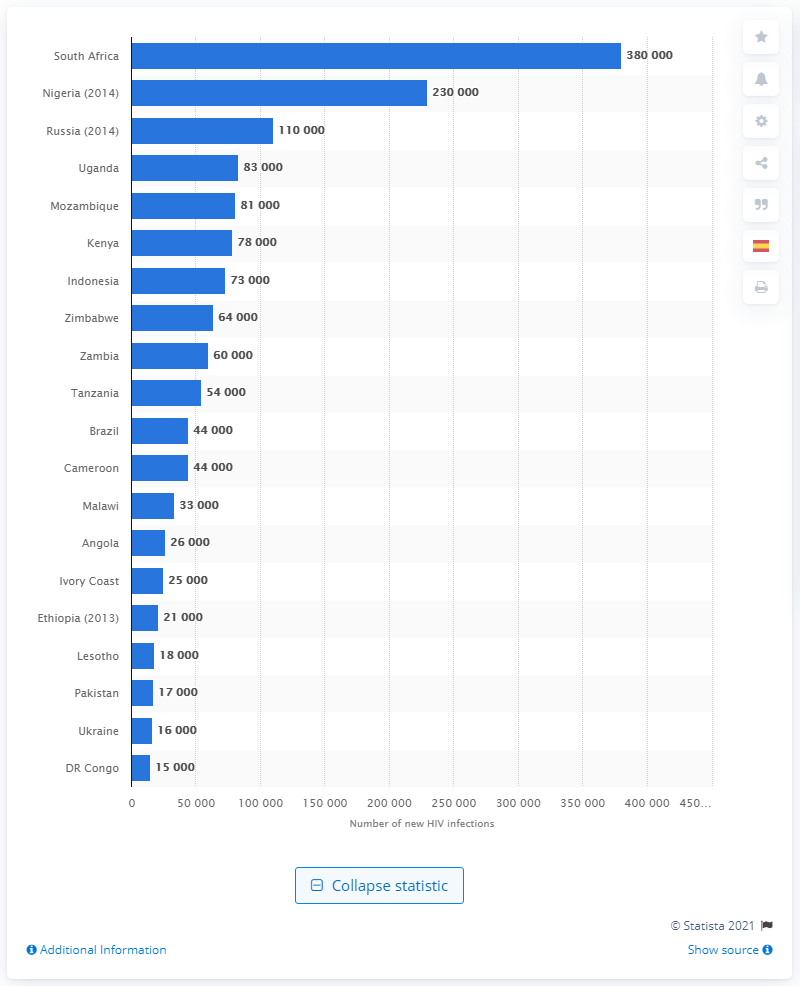 South Africa 380 000
Nigeria (2014) 230 000
Russia (2014) 110 000
Uganda 83 000
Mozambique 81 000
Kenya 78 000
Indonesia 73 000
Zimbabwe 64 000
Zambia 60 000
Tanzania 54 000
Brazil 44 000
Cameroon 44 000
Malawi 33 000
Angola 26 000
Ivory Coast 25 000
Ethiopia (2013) 21 000
Lesotho 18 000
Pakistan 17 000
Ukraine 16 000
DR Congo 15 000
0 50 000 100 000 150 000 200 000 250 000 300 000 350 000 400 000 450...
Number of new HIV infections
Collapse statistic
© Statista 2021
Additional Information Show source